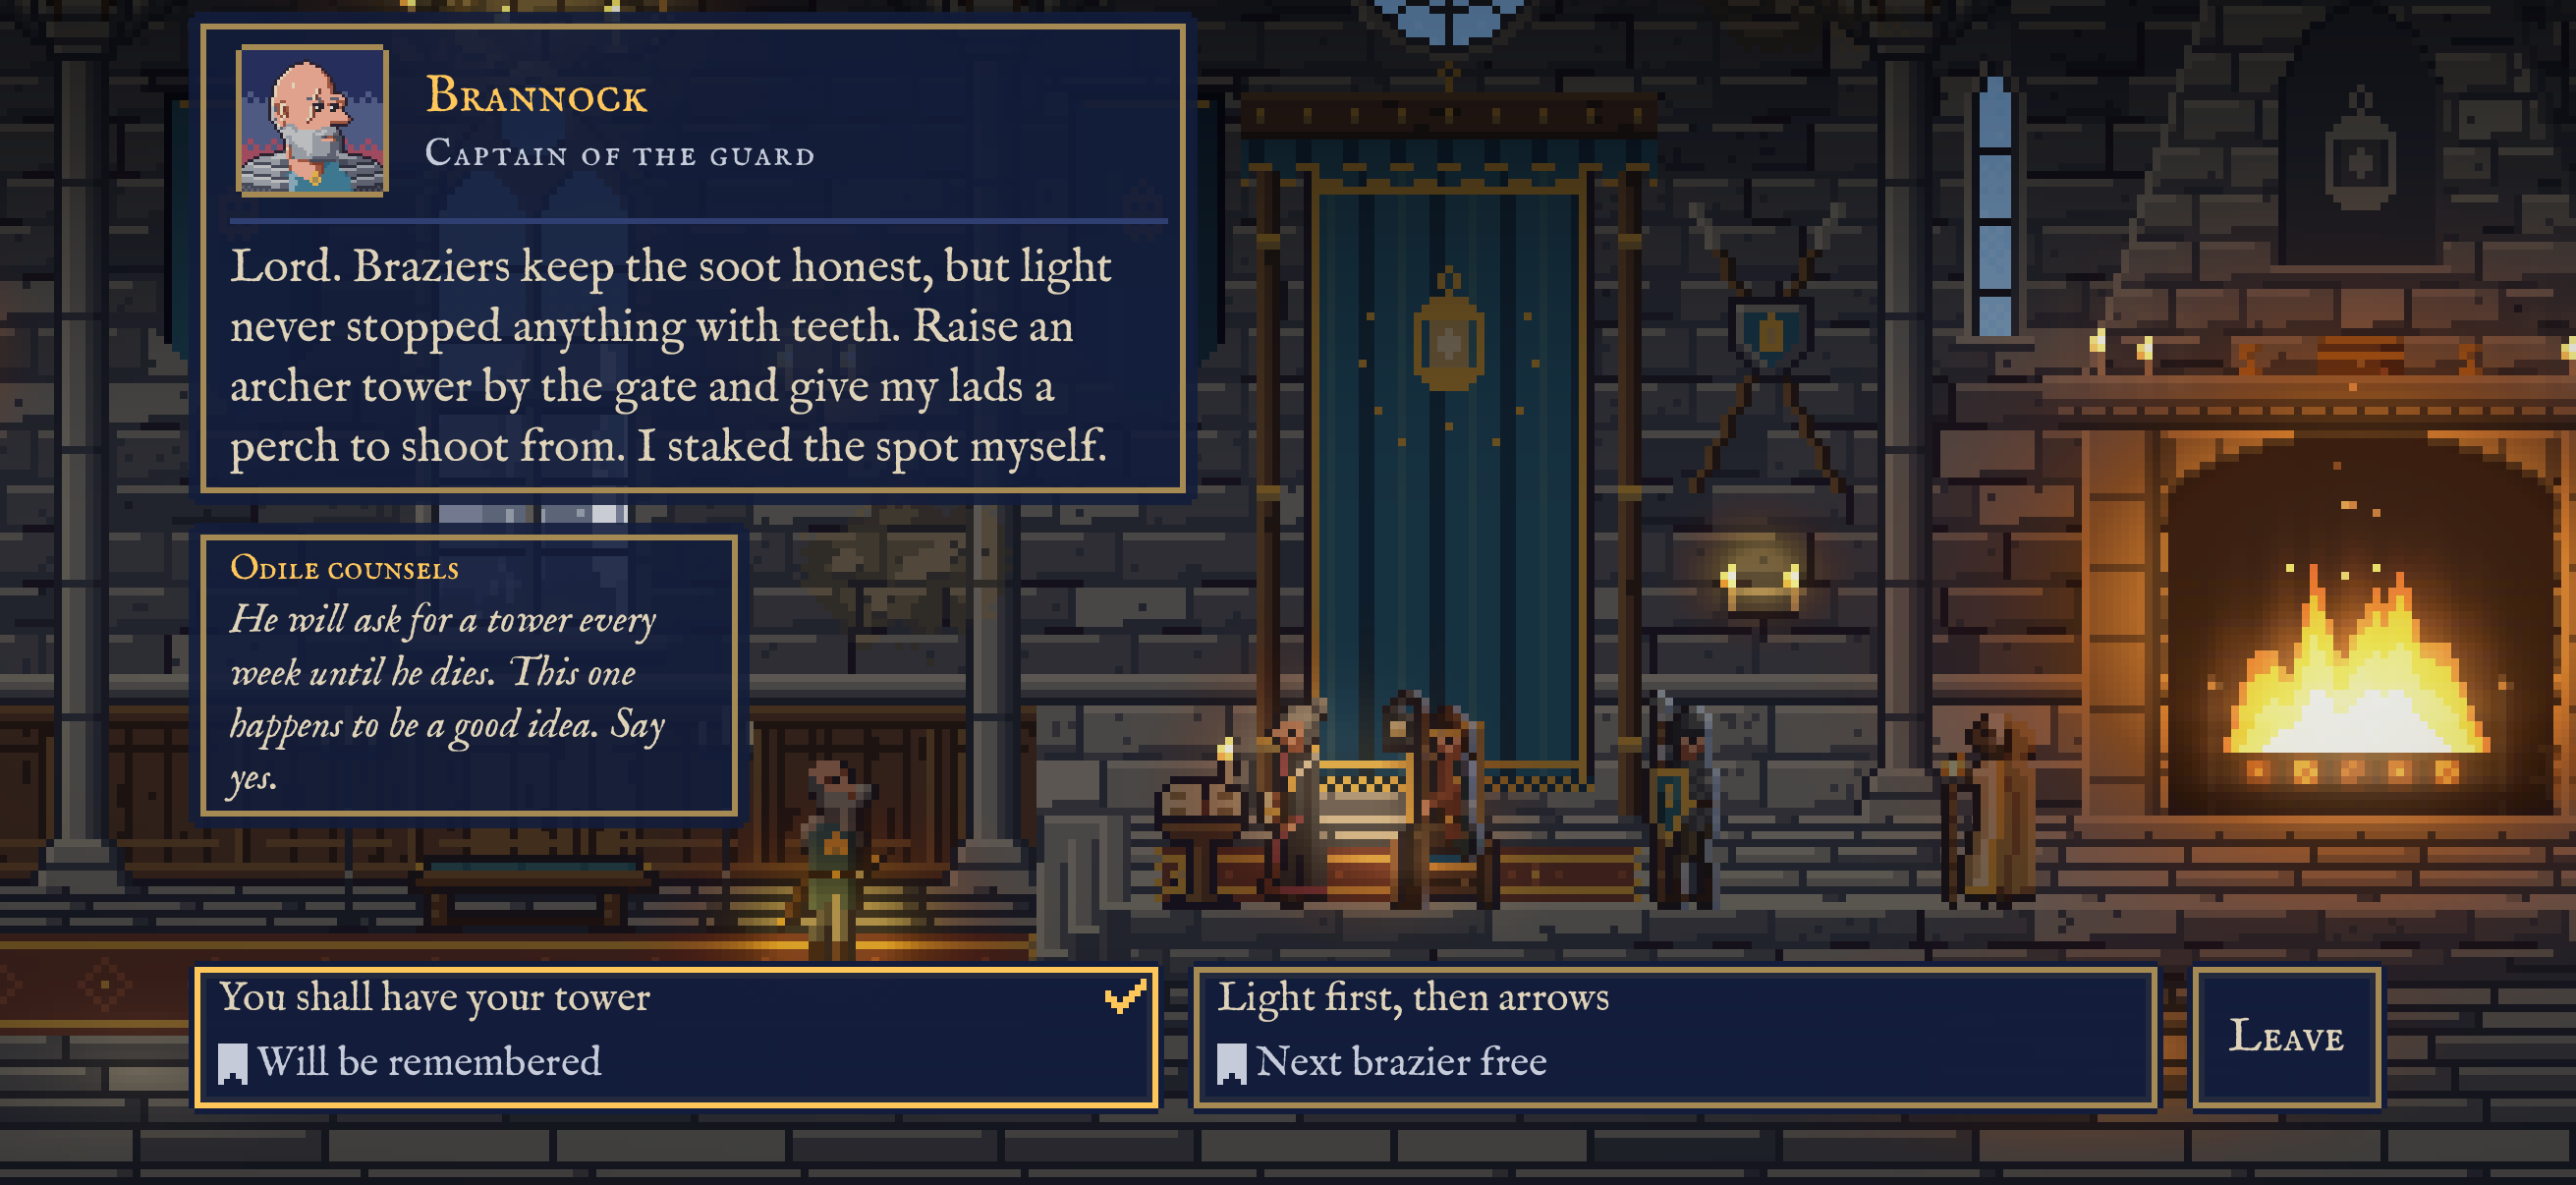 Brannock
Captain of the guard
Lord. Braziers keep the soot honest, but light
never stopped anything with teeth. Raise an
archer tower by the gate and give my lads a
perch to shoot from. I staked the spot myself.
Odile counsels
He will ask for a tower every
week until he dies. This one
happens to be a good idea. Say
yes.
You shall have your tower
Will be remembered
Light first, then arrows
Next brazier free
Leave